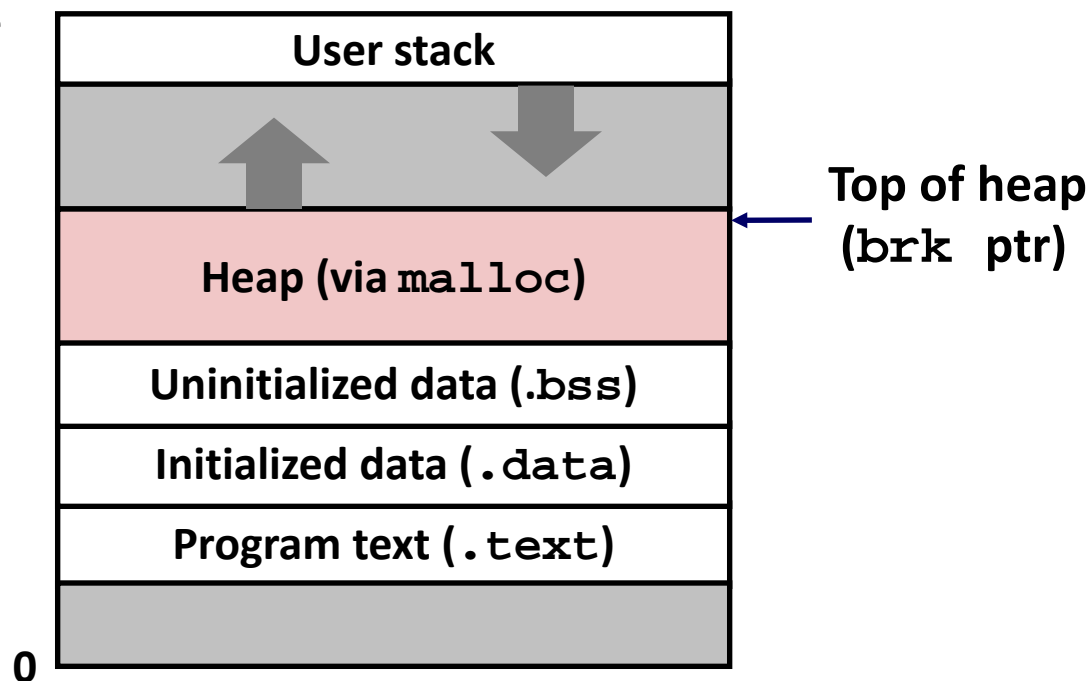 User stack
Top of heap
(brk ptr)
Heap (via malloc)
Uninitialized data (.bss)
Initialized data (.data)
Program text (.text)
0